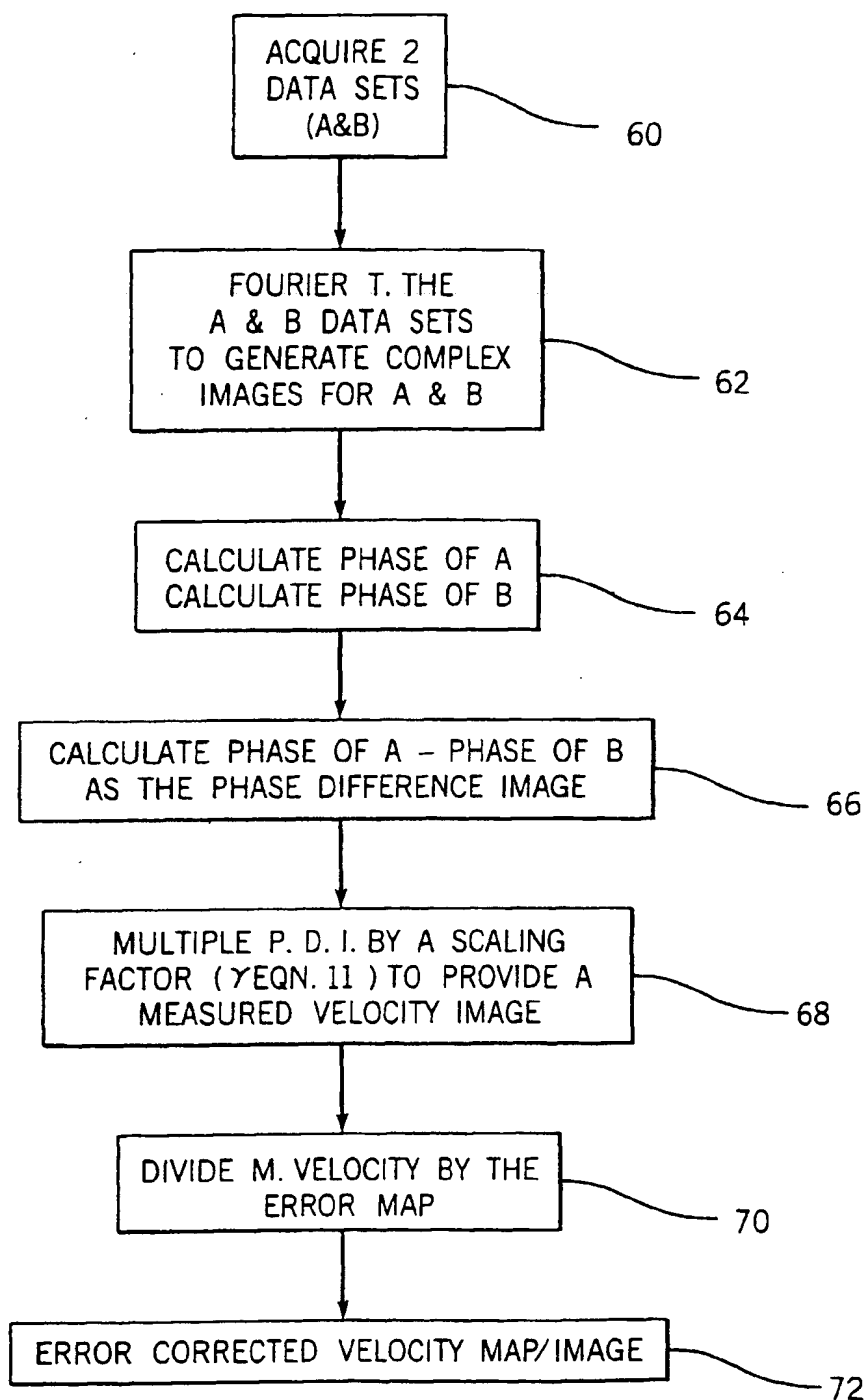 ACQUIRE 2
DATA SETS
(A&B)
60
FOURIER T. THE
A & B DATA SETS
TO GENERATE COMPLEX
IMAGES FOR A & B
62
CALCULATE PHASE OF A
CALCULATE PHASE OF B
64
CALCULATE PHASE OF A – PHASE OF B
AS THE PHASE DIFFERENCE IMAGE
66
MULTIPLE P. D. I. BY A SCALING
FACTOR (γEQN. 11) TO PROVIDE A
MEASURED VELOCITY IMAGE
68
DIVIDE M. VELOCITY BY THE
ERROR MAP
70
ERROR CORRECTED VELOCITY MAP/IMAGE
72